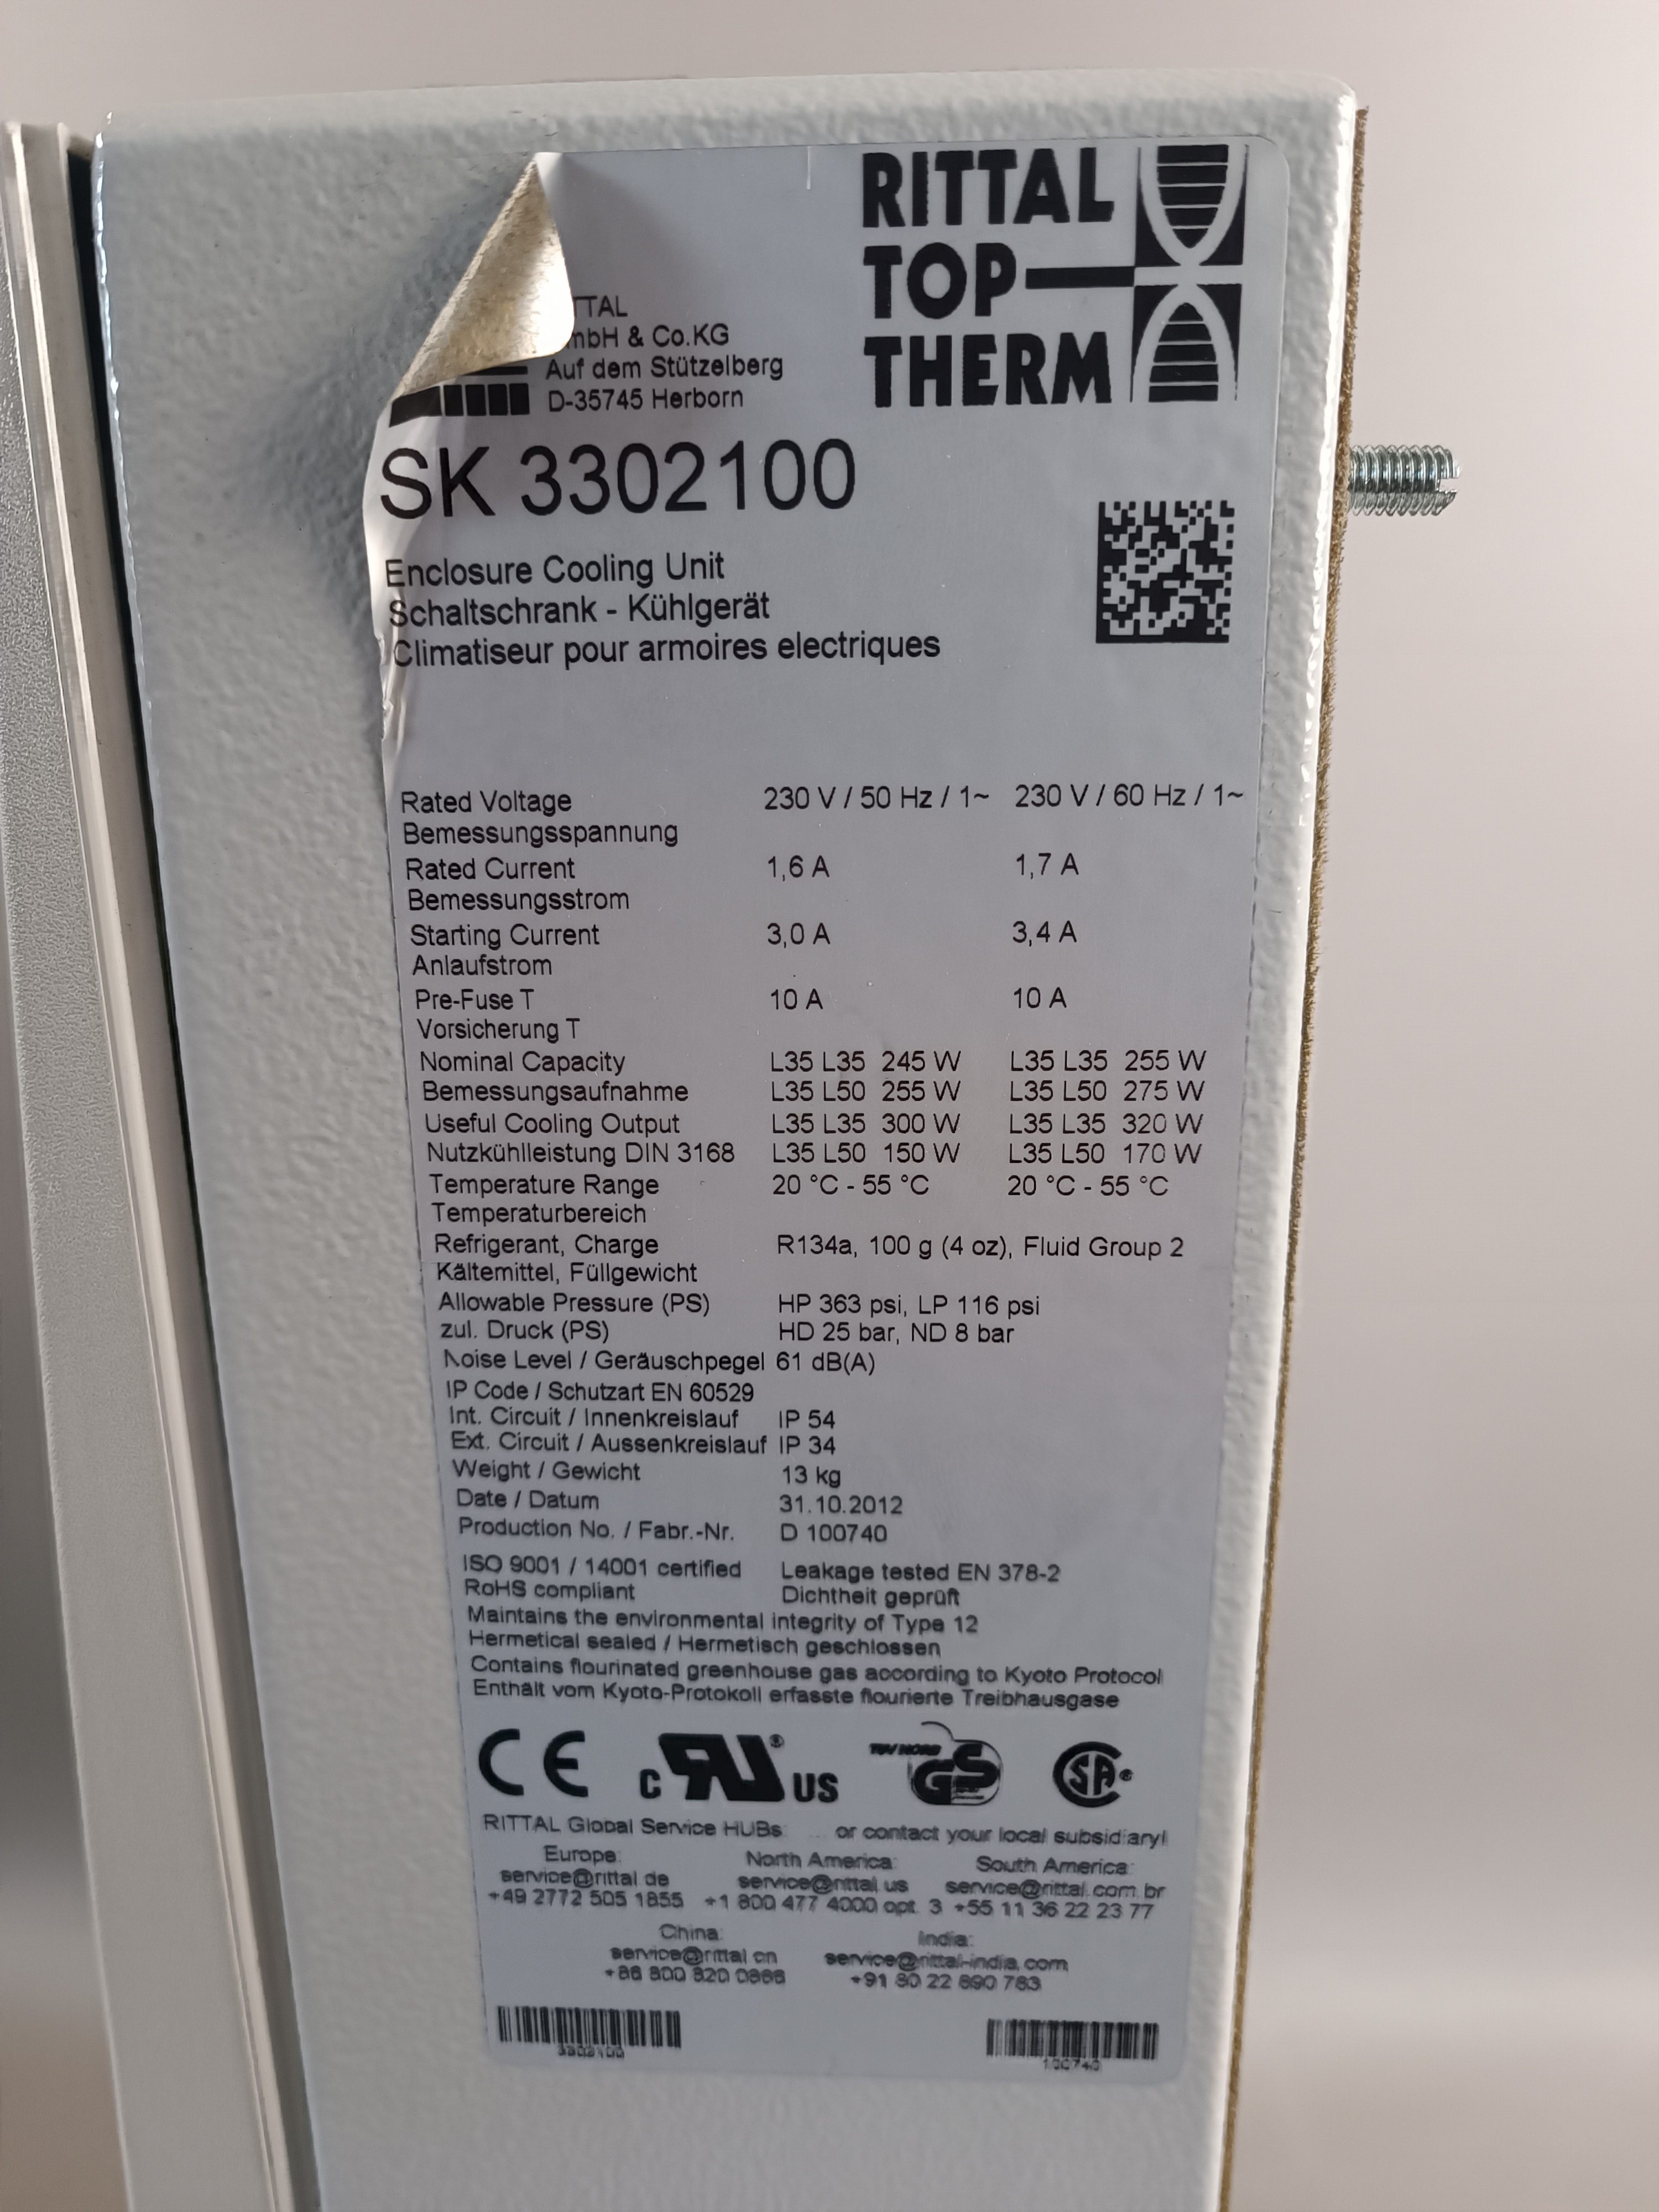 RITTAL
TOP
THERM
TTAL
mbH & Co.KG
Auf dem Stützelberg
D-35745 Herborn
SK 3302100
Enclosure Cooling Unit
Schaltschrank - Kühlgerät
Climatiseur pour armoires electriques
Rated Voltage 230 V / 50 Hz / 1~ 230 V / 60 Hz / 1~
Bemessungsspannung
Rated Current 1,6 A 1,7 A
Bemessungsstrom
Starting Current 3,0 A 3,4 A
Anlaufstrom
Pre-Fuse T 10 A 10 A
Vorsicherung T
Nominal Capacity L35 L35 245 W L35 L35 255 W
Bemessungsaufnahme L35 L50 255 W L35 L50 275 W
Useful Cooling Output L35 L35 300 W L35 L35 320 W
Nutzkühlleistung DIN 3168 L35 L50 150 W L35 L50 170 W
Temperature Range 20 °C - 55 °C 20 °C - 55 °C
Temperaturbereich
Refrigerant, Charge R134a, 100 g (4 oz), Fluid Group 2
Kältemittel, Füllgewicht
Allowable Pressure (PS) HP 363 psi, LP 116 psi
zul. Druck (PS) HD 25 bar, ND 8 bar
Noise Level / Geräuschpegel 61 dB(A)
IP Code / Schutzart EN 60529
Int. Circuit / Innenkreislauf IP 54
Ext. Circuit / Aussenkreislauf IP 34
Weight / Gewicht 13 kg
Date / Datum 31.10.2012
Production No. / Fabr.-Nr. D 100740
ISO 9001 / 14001 certified Leakage tested EN 378-2
RoHS compliant Dichtheit geprüft
Maintains the environmental integrity of Type 12
Hermetical sealed / Hermetisch geschlossen
Contains flourinated greenhouse gas according to Kyoto Protocol
Enthält vom Kyoto-Protokoll erfasste flourierte Treibhausgase
CE c RU ® US TÜV NORD GS SA®
RITTAL Global Service HUBs: ... or contact your local subsidiary!
Europe: North America: South America:
service@rittal.de service@rittal.us service@rittal.com.br
+49 2772 505 1855 +1 800 477 4000 opt. 3 +55 11 36 22 23 77
China: India:
service@rittal.cn service@rittal-india.com
+86 800 820 0866 +91 80 22 890 783
3302100 100740